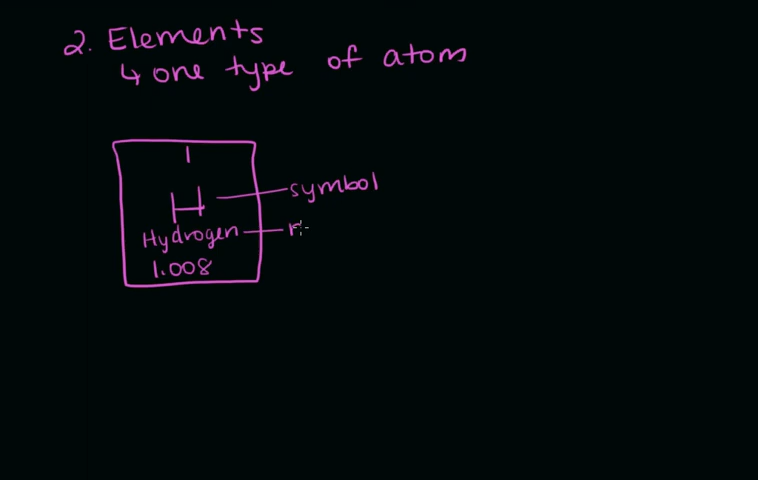 2. Elements
↳ one type of atom
1
H
symbol
Hydrogen
1.008